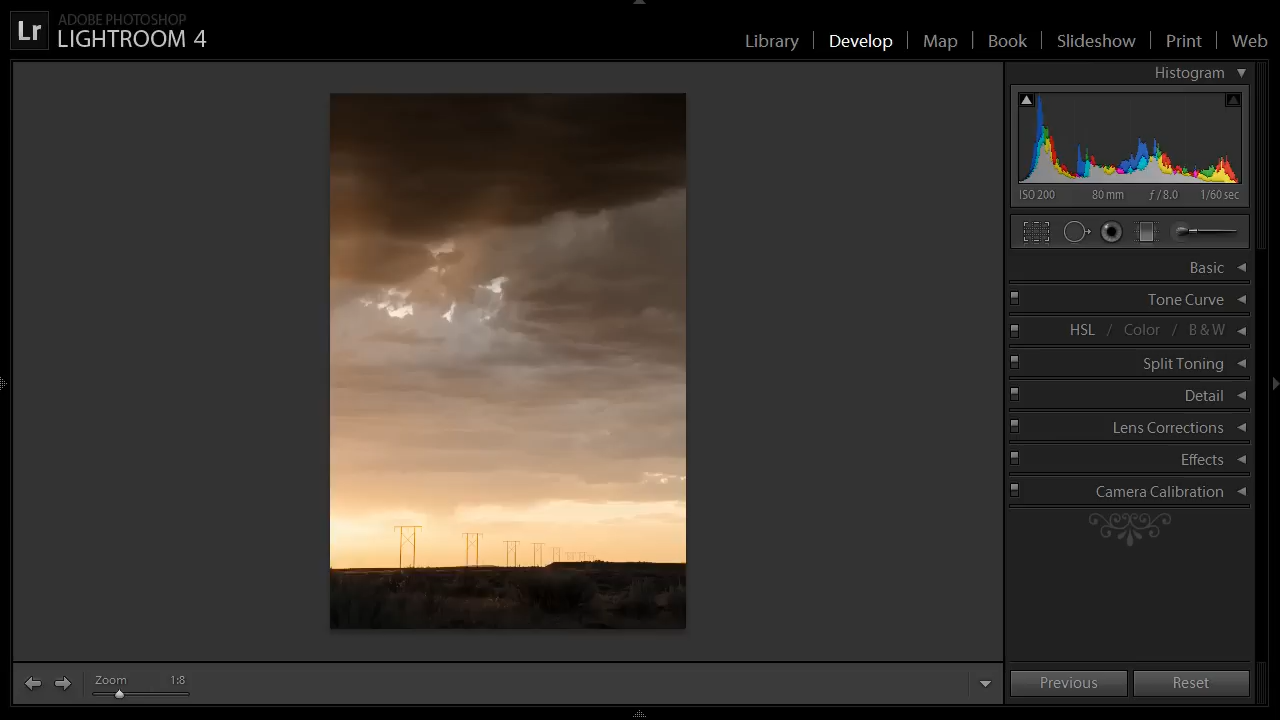 Lr
ADOBE PHOTOSHOP
LIGHTROOM 4
Library | Develop | Map | Book | Slideshow | Print | Web
Histogram
ISO 200 80 mm ƒ / 8.0 1/60 sec
Basic
Tone Curve
HSL / Color / B & W
Split Toning
Detail
Lens Corrections
Effects
Camera Calibration
Zoom 1:8
Previous Reset